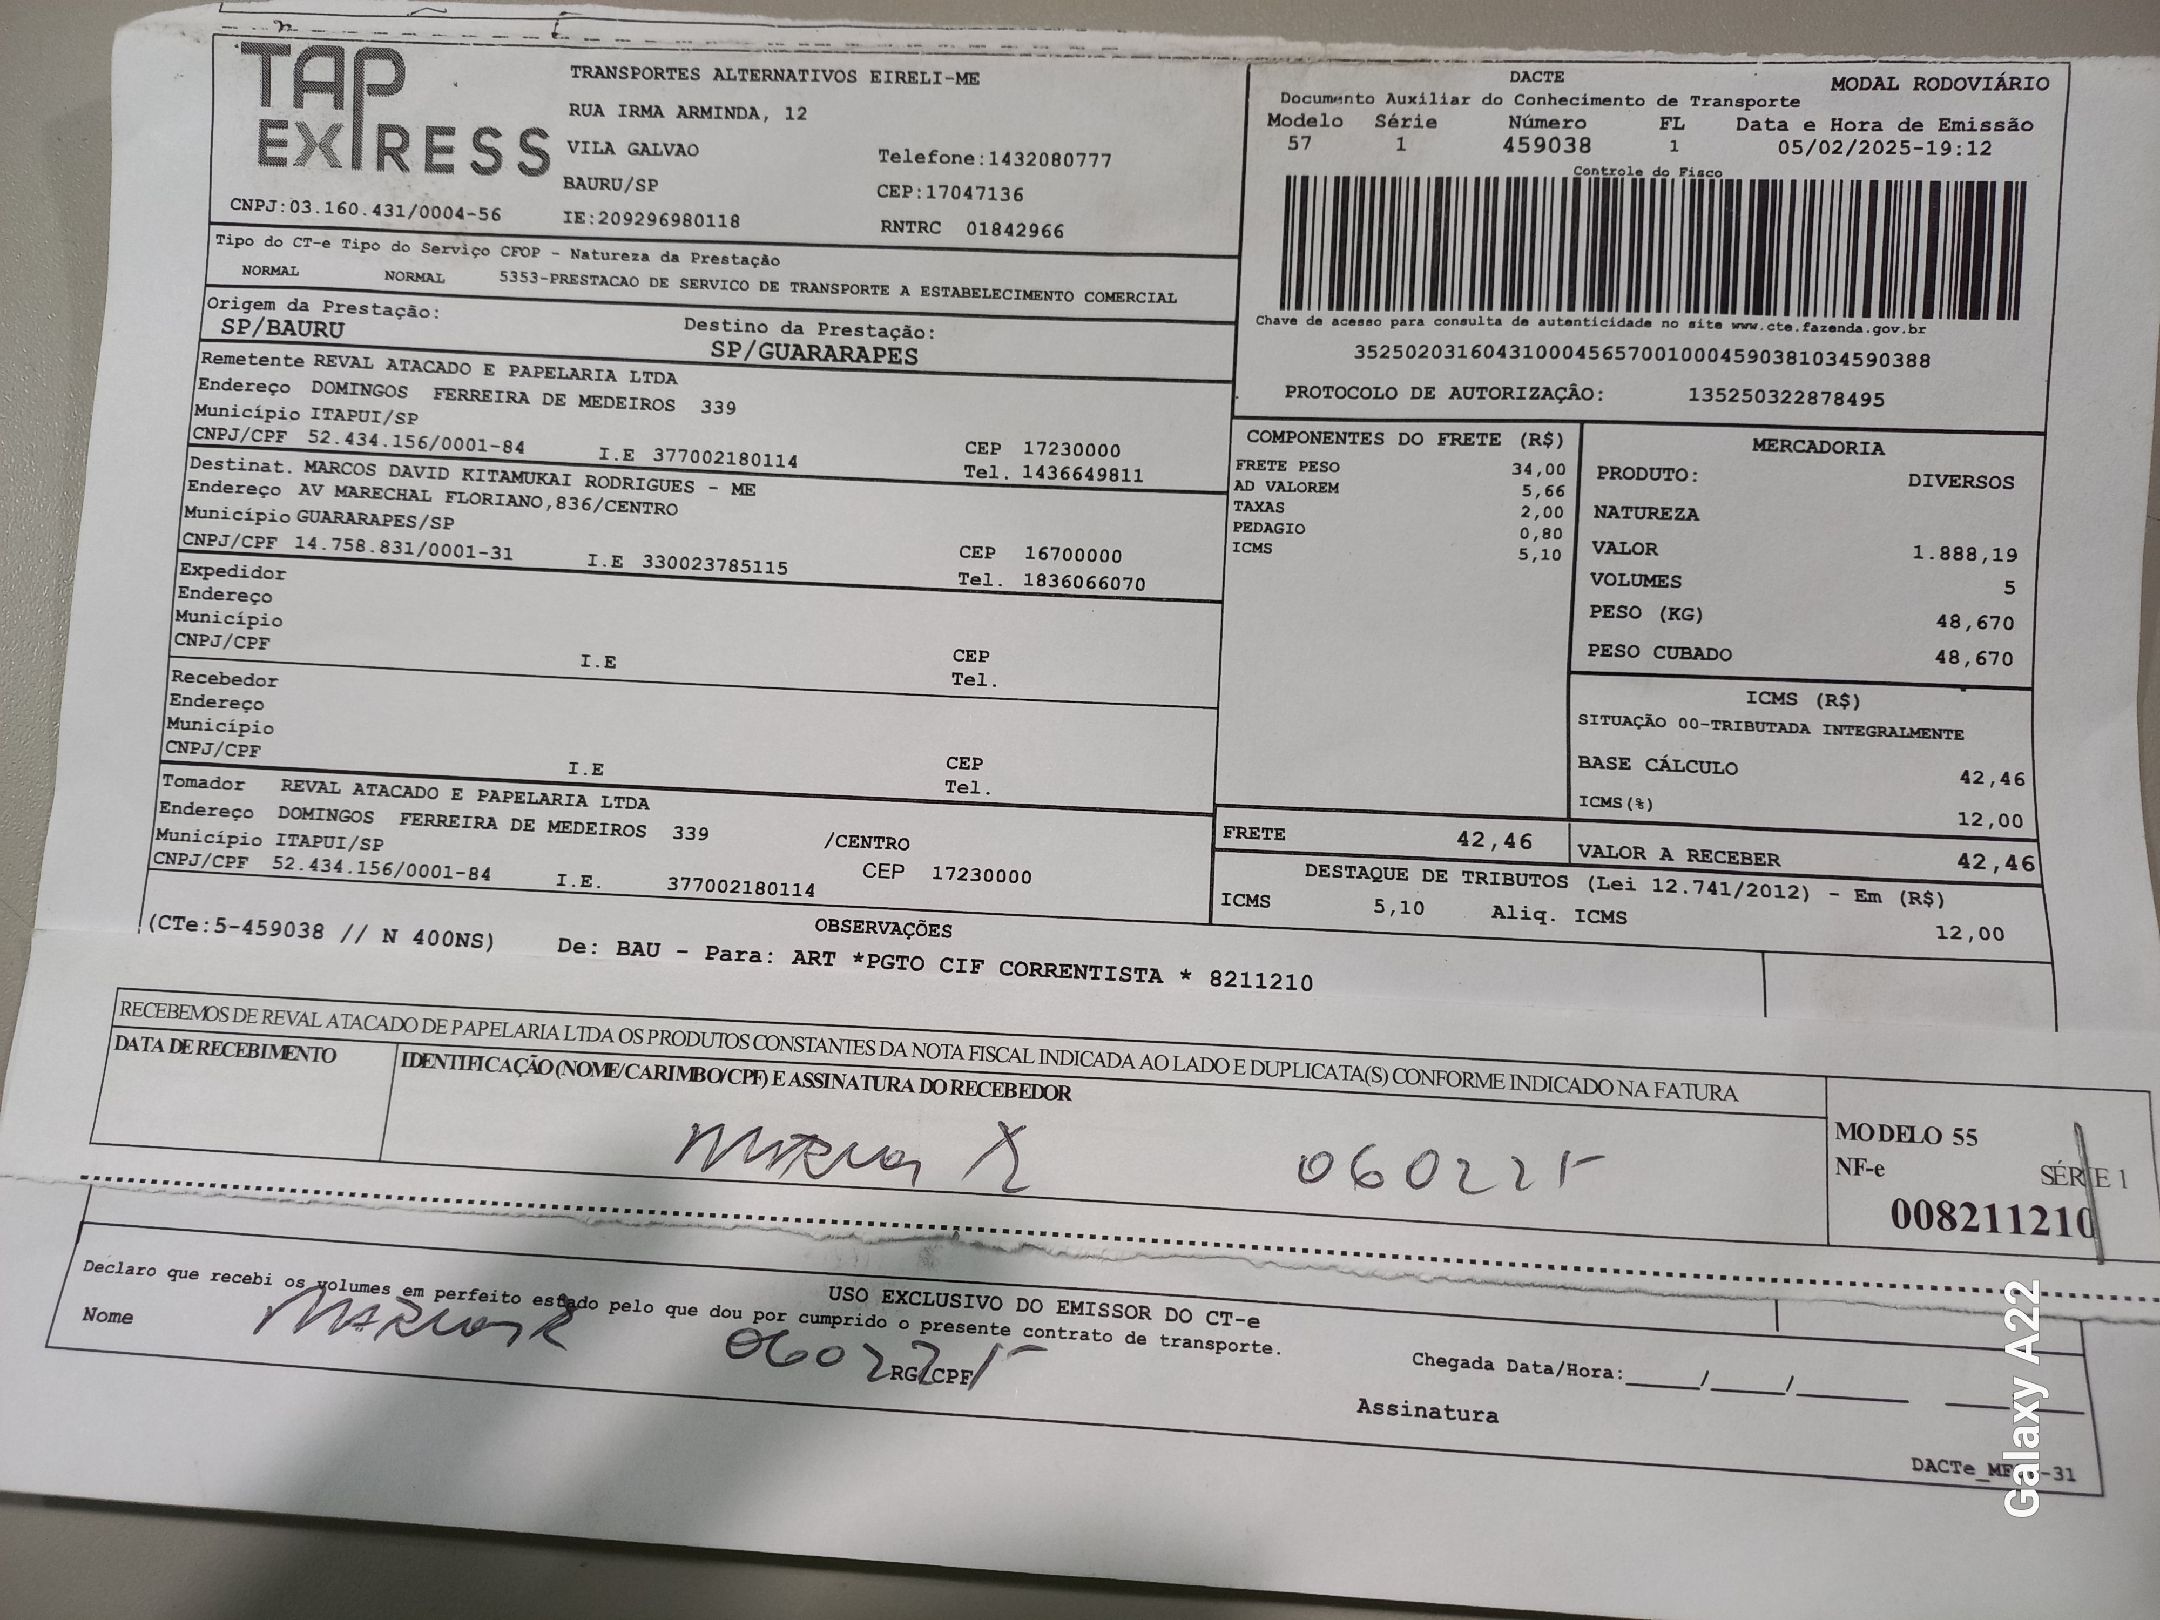 TAP EXPRESS
TRANSPORTES ALTERNATIVOS EIRELI-ME
RUA IRMA ARMINDA, 12
VILA GALVAO
Telefone:1432080777
BAURU/SP
CEP:17047136
CNPJ:03.160.431/0004-56
IE:209296980118
RNTRC 01842966
DACTE
MODAL RODOVIÁRIO
Documento Auxiliar do Conhecimento de Transporte
Modelo Série Número FL Data e Hora de Emissão
57 1 459038 1 05/02/2025-19:12
Controle do Fisco
Chave de acesso para consulta de autenticidade no site www.cte.fazenda.gov.br
35250203160431000456570010004590381034590388
PROTOCOLO DE AUTORIZAÇÃO: 135250322878495
Tipo do CT-e Tipo do Serviço CFOP - Natureza da Prestação
NORMAL NORMAL 5353-PRESTACAO DE SERVICO DE TRANSPORTE A ESTABELECIMENTO COMERCIAL
Origem da Prestação: Destino da Prestação:
SP/BAURU SP/GUARARAPES
Remetente REVAL ATACADO E PAPELARIA LTDA
Endereço DOMINGOS FERREIRA DE MEDEIROS 339
Município ITAPUI/SP CEP 17230000
CNPJ/CPF 52.434.156/0001-84 I.E 377002180114 Tel. 1436649811
Destinat. MARCOS DAVID KITAMUKAI RODRIGUES - ME
Endereço AV MARECHAL FLORIANO,836/CENTRO
Município GUARARAPES/SP CEP 16700000
CNPJ/CPF 14.758.831/0001-31 I.E 330023785115 Tel. 1836066070
Expedidor
Endereço
Município CEP
CNPJ/CPF I.E Tel.
Recebedor
Endereço
Município CEP
CNPJ/CPF I.E Tel.
Tomador REVAL ATACADO E PAPELARIA LTDA
Endereço DOMINGOS FERREIRA DE MEDEIROS 339 /CENTRO
Município ITAPUI/SP CEP 17230000
CNPJ/CPF 52.434.156/0001-84 I.E. 377002180114
COMPONENTES DO FRETE (R$)
FRETE PESO 34,00
AD VALOREM 5,66
TAXAS 2,00
PEDAGIO 0,80
ICMS 5,10
MERCADORIA
PRODUTO: DIVERSOS
NATUREZA
VALOR 1.888,19
VOLUMES 5
PESO (KG) 48,670
PESO CUBADO 48,670
ICMS (R$)
SITUAÇÃO 00-TRIBUTADA INTEGRALMENTE
BASE CÁLCULO 42,46
ICMS(%) 12,00
FRETE 42,46
VALOR A RECEBER 42,46
DESTAQUE DE TRIBUTOS (Lei 12.741/2012) - Em (R$)
ICMS 5,10 Aliq. ICMS 12,00
OBSERVAÇÕES
(CTe:5-459038 // N 400NS) De: BAU - Para: ART *PGTO CIF CORRENTISTA * 8211210
RECEBEMOS DE REVAL ATACADO DE PAPELARIA LTDA OS PRODUTOS CONSTANTES DA NOTA FISCAL INDICADA AO LADO E DUPLICATA(S) CONFORME INDICADO NA FATURA
DATA DE RECEBIMENTO
IDENTIFICAÇÃO (NOME/CARIMBO/CPF) E ASSINATURA DO RECEBEDOR
060225
MODELO 55
NF-e SÉRIE 1
008211210
USO EXCLUSIVO DO EMISSOR DO CT-e
Declaro que recebi os volumes em perfeito estado pelo que dou por cumprido o presente contrato de transporte.
Nome
060225
RG/CPF
Chegada Data/Hora:____/____/______
Assinatura
Galaxy A22